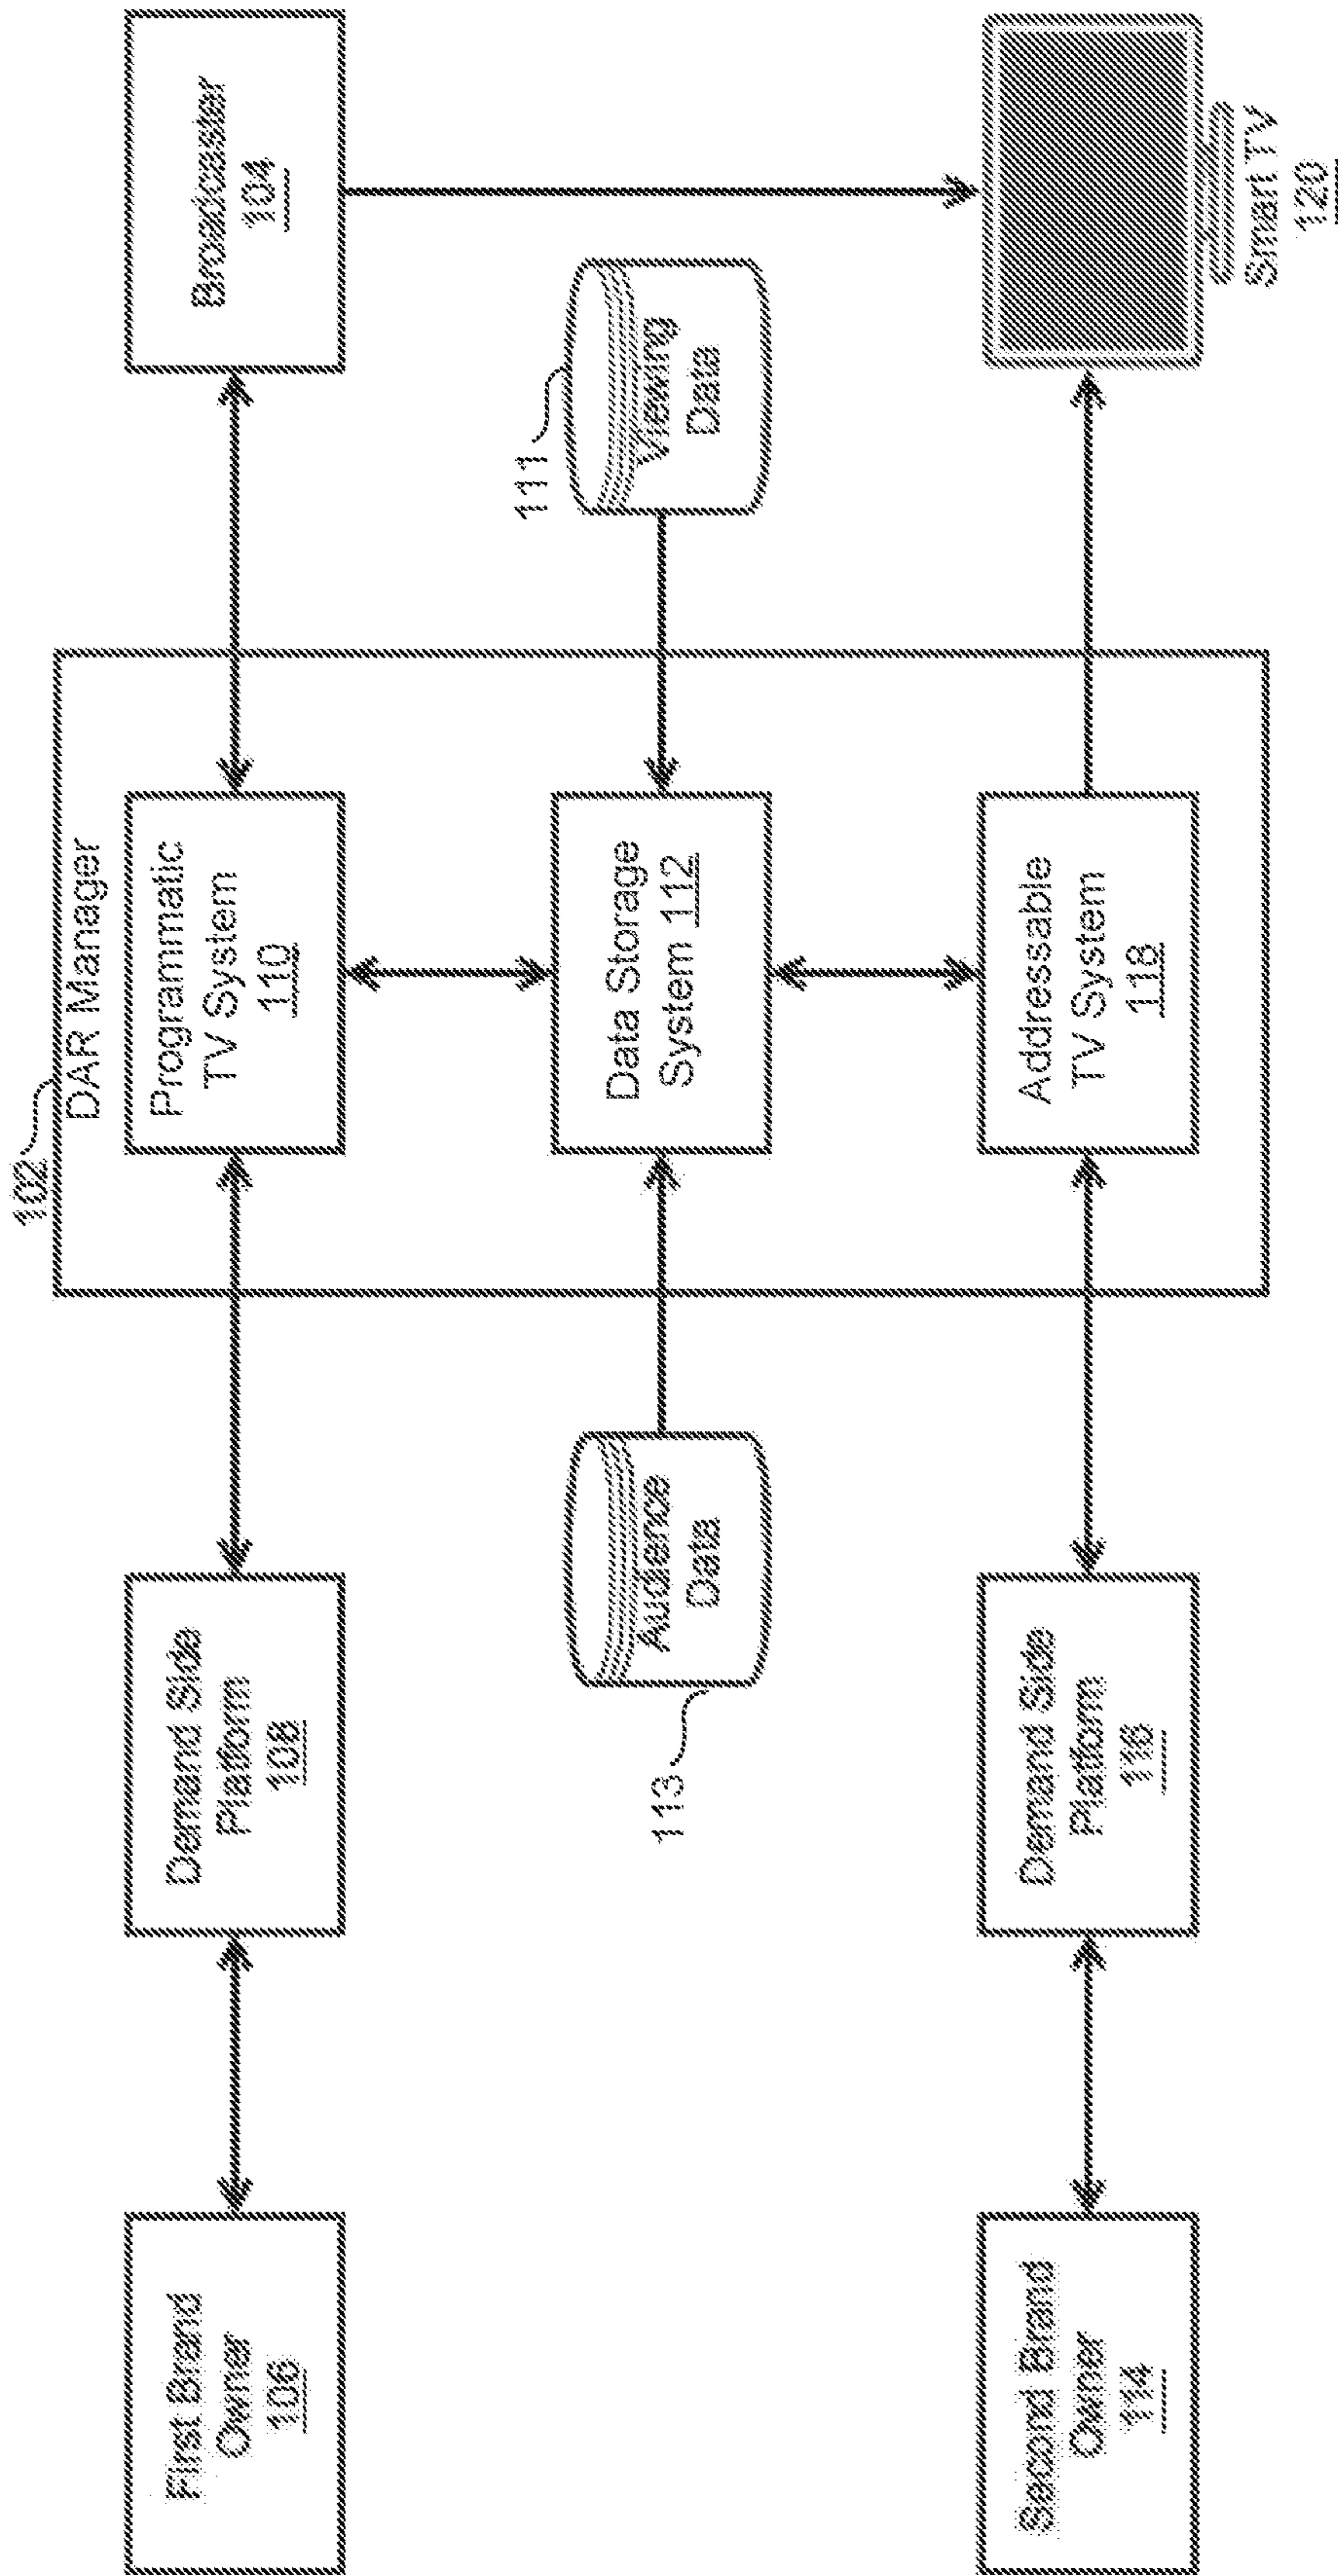 102
DAR Manager
First Brand
Owner
106
Demand Side
Platform
108
Programmatic
TV System
110
Broadcaster
104
113
Audience
Data
Data Storage
System 112
111
Viewing
Data
Second Brand
Owner
114
Demand Side
Platform
116
Addressable
TV System
118
Smart TV
120